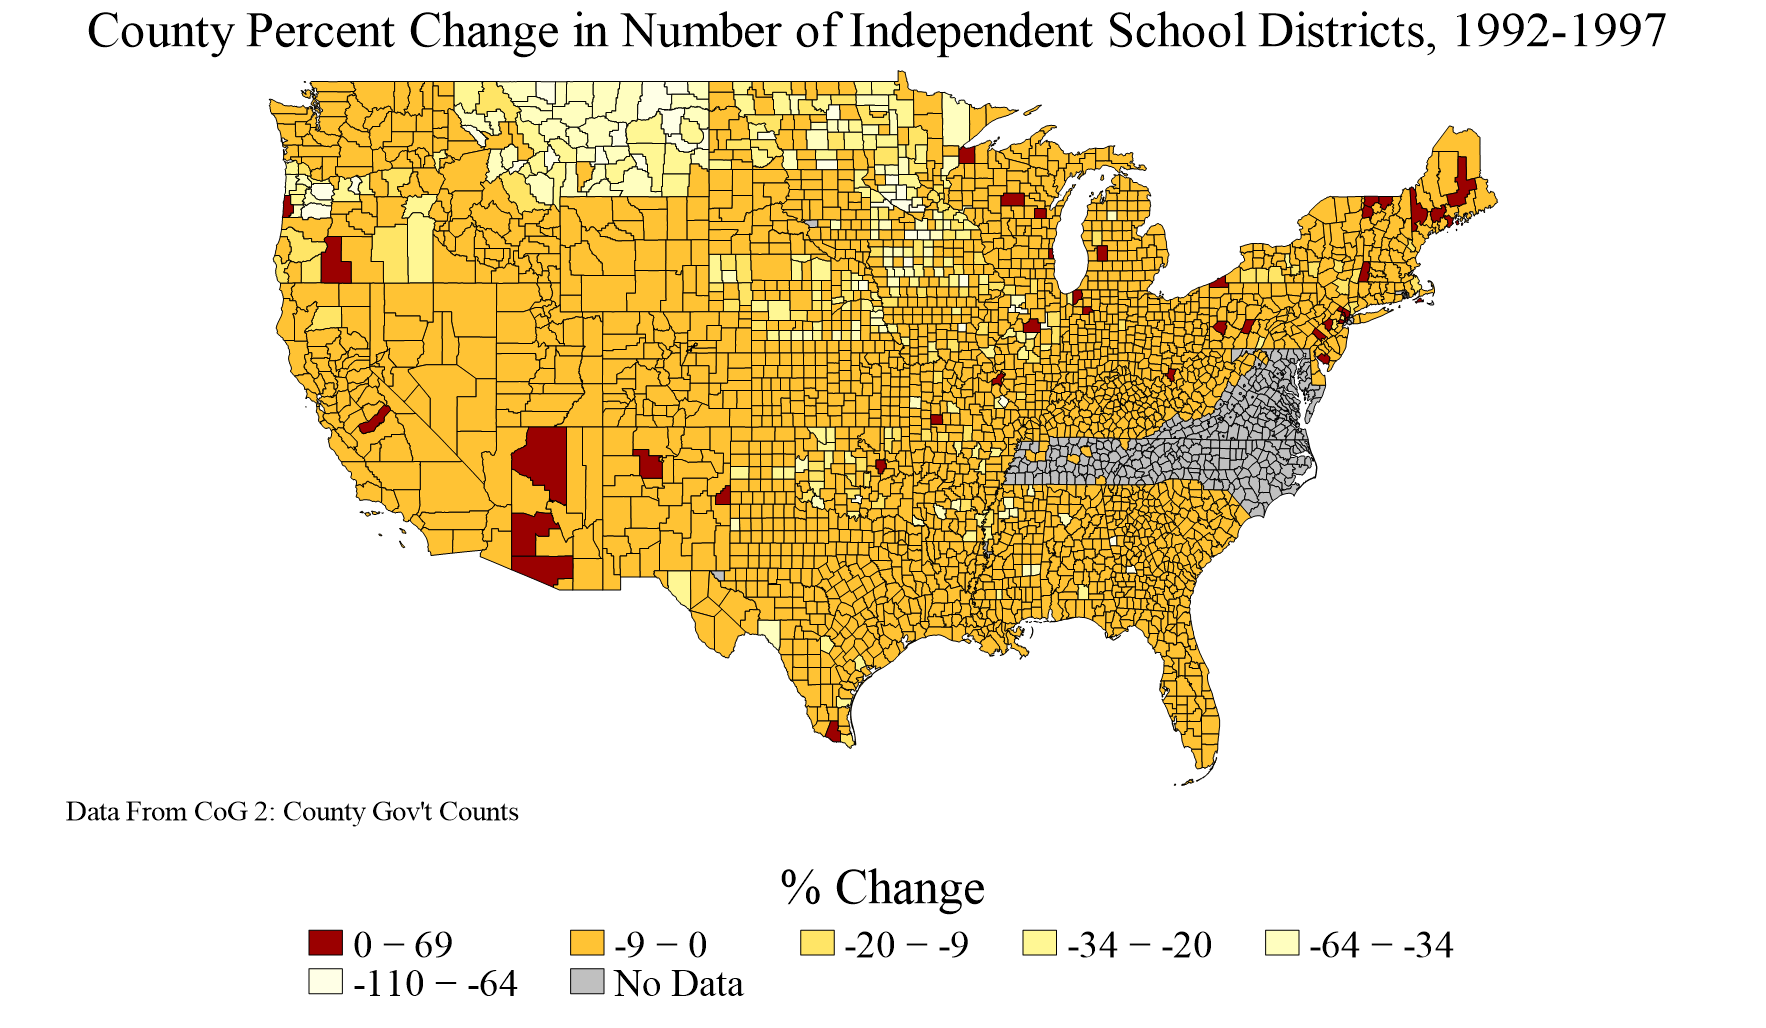 County Percent Change in Number of Independent School Districts, 1992-1997
Data From CoG 2: County Gov't Counts
% Change
0 − 69
-9 − 0
-20 − -9
-34 − -20
-64 − -34
-110 − -64
No Data